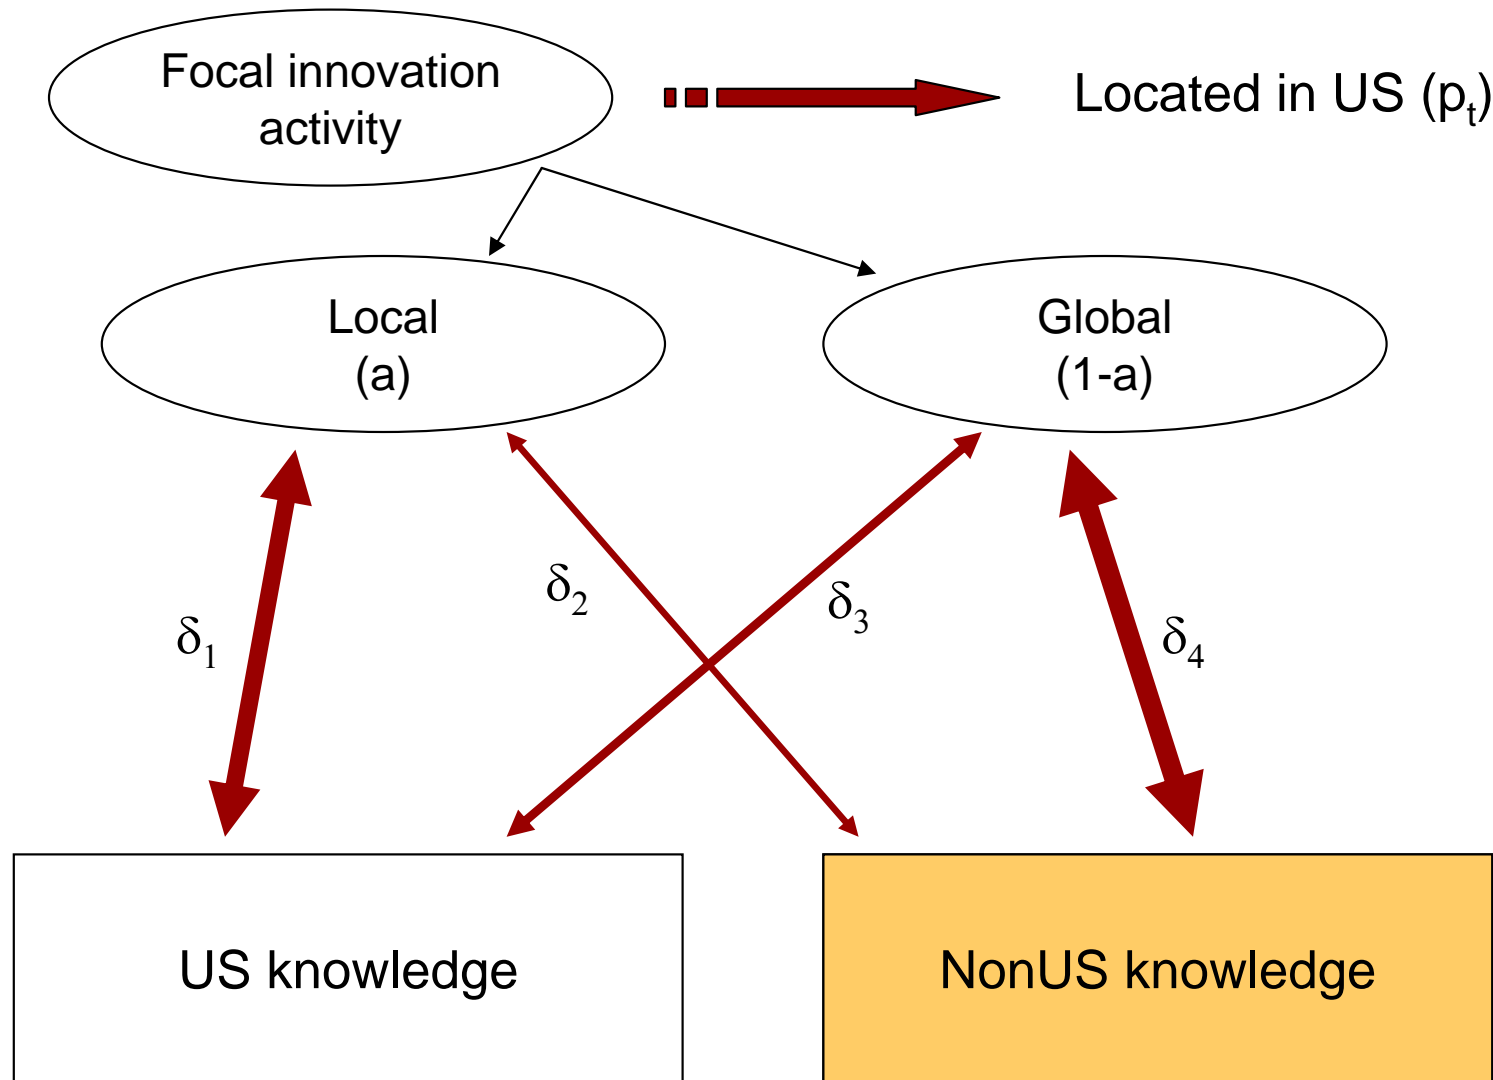 Focal innovation
activity
Located in US (pₜ)
Local
(a)
Global
(1-a)
δ₁
δ₂
δ₃
δ₄
US knowledge
NonUS knowledge